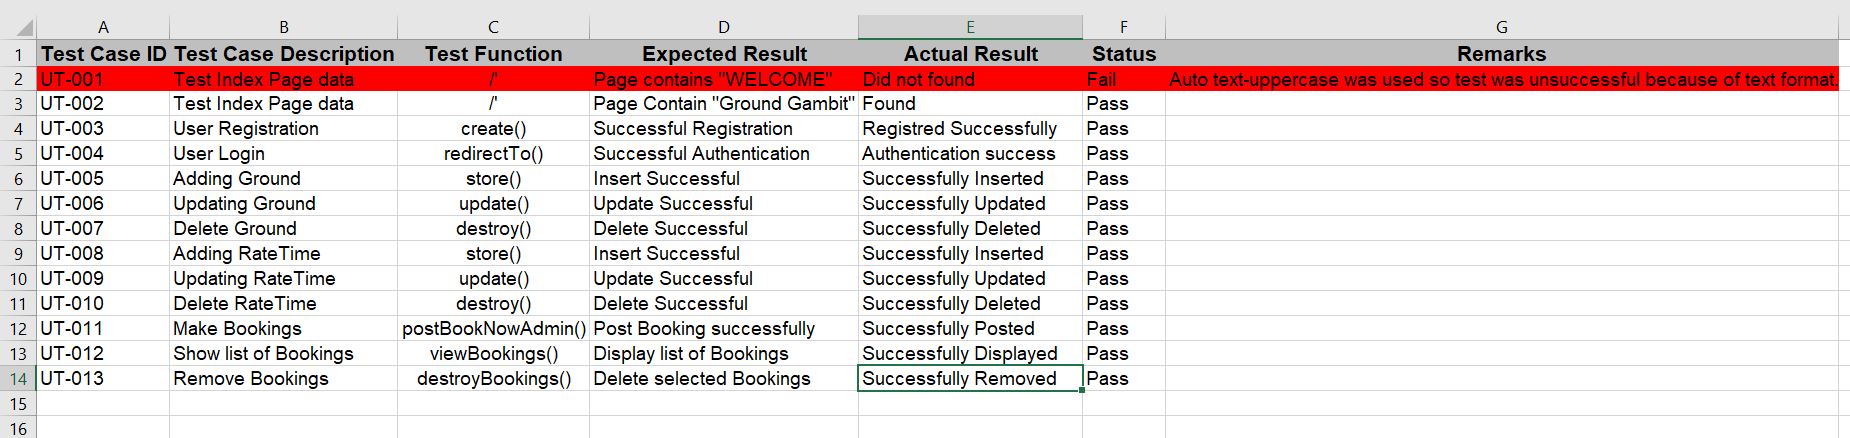 A B C D E F G
1 Test Case ID Test Case Description Test Function Expected Result Actual Result Status Remarks
2 UT-001 Test Index Page data /' Page contains "WELCOME" Did not found Fail Auto text-uppercase was used so test was unsuccessful because of text format.
3 UT-002 Test Index Page data /' Page Contain "Ground Gambit" Found Pass
4 UT-003 User Registration create() Successful Registration Registred Successfully Pass
5 UT-004 User Login redirectTo() Successful Authentication Authentication success Pass
6 UT-005 Adding Ground store() Insert Successful Successfully Inserted Pass
7 UT-006 Updating Ground update() Update Successful Successfully Updated Pass
8 UT-007 Delete Ground destroy() Delete Successful Successfully Deleted Pass
9 UT-008 Adding RateTime store() Insert Successful Successfully Inserted Pass
10 UT-009 Updating RateTime update() Update Successful Successfully Updated Pass
11 UT-010 Delete RateTime destroy() Delete Successful Successfully Deleted Pass
12 UT-011 Make Bookings postBookNowAdmin() Post Booking successfully Successfully Posted Pass
13 UT-012 Show list of Bookings viewBookings() Display list of Bookings Successfully Displayed Pass
14 UT-013 Remove Bookings destroyBookings() Delete selected Bookings Successfully Removed Pass
15
16